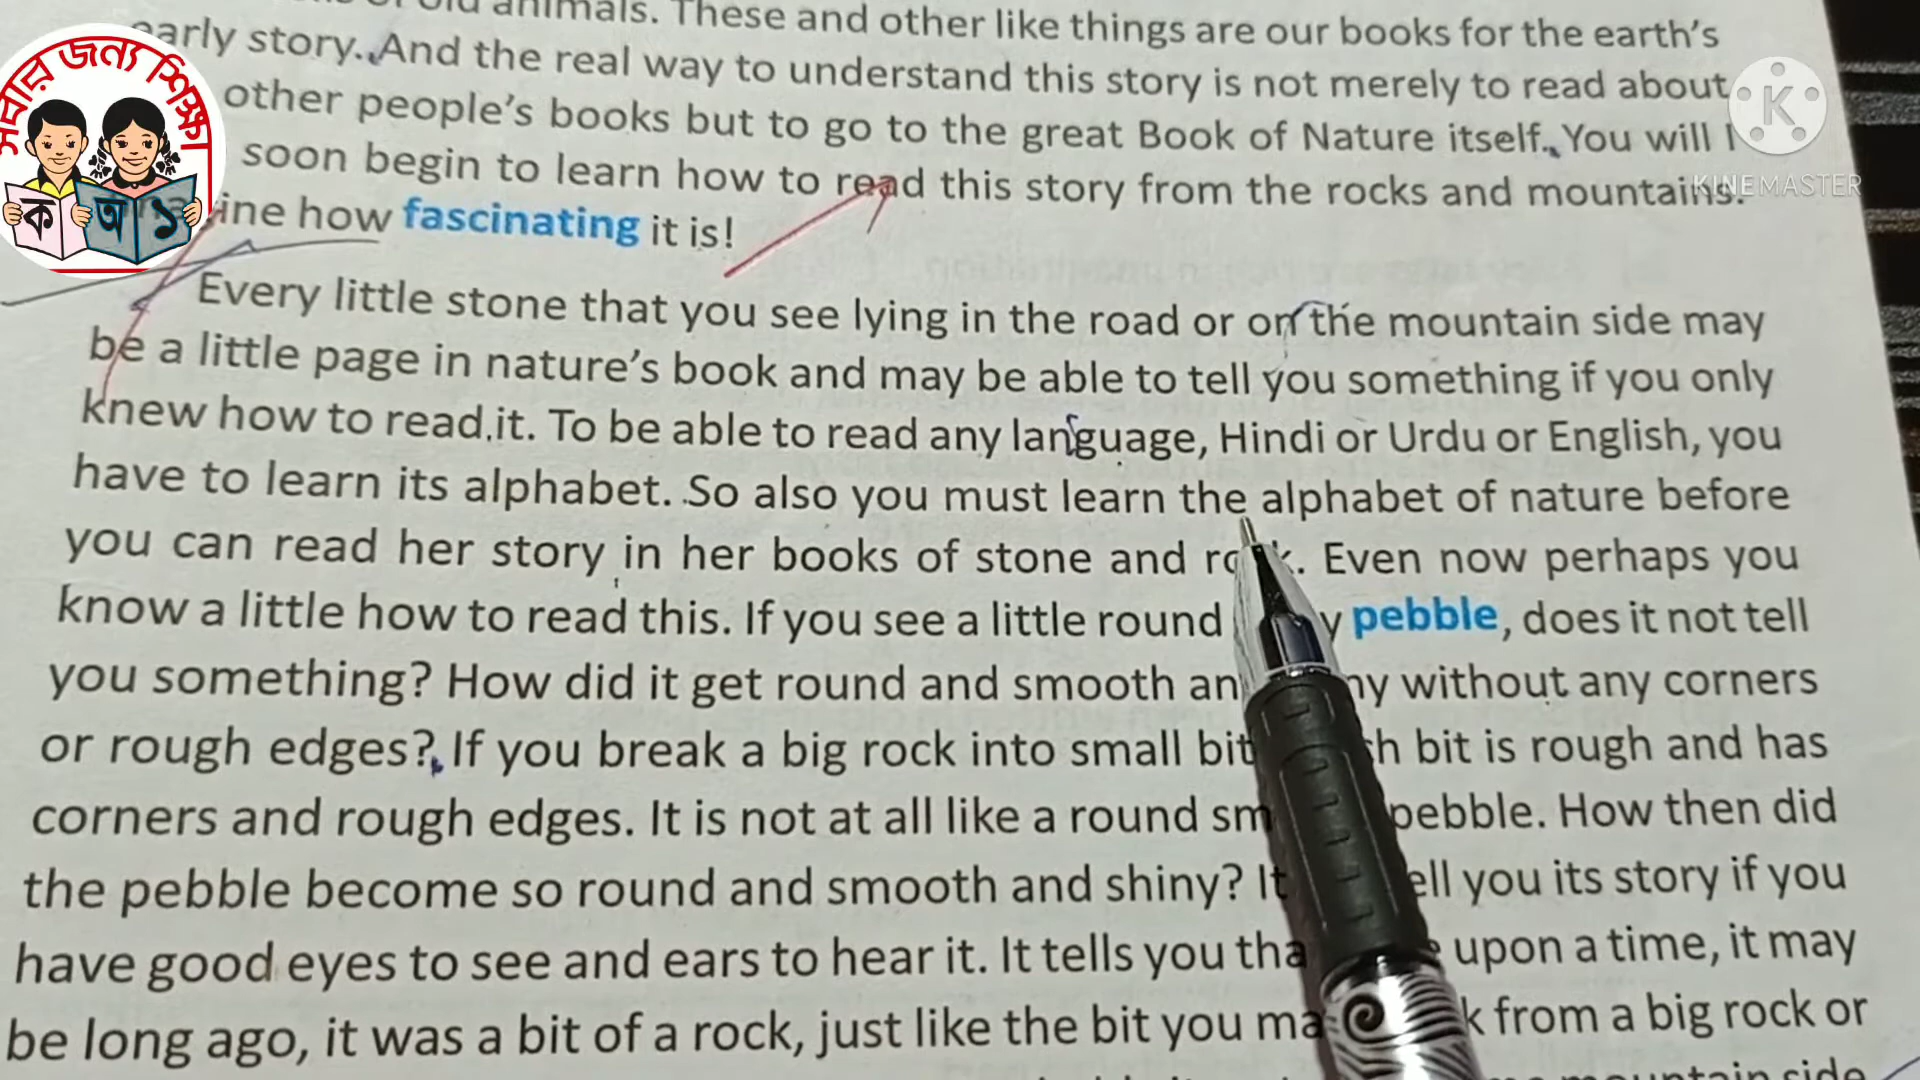 সবার জন্য শিক্ষা
ক অ ১
K
KINEMASTER
old animals. These and other like things are our books for the earth's
early story. And the real way to understand this story is not merely to read about
other people's books but to go to the great Book of Nature itself. You will I
soon begin to learn how to read this story from the rocks and mountains.
how fascinating it is!
Every little stone that you see lying in the road or on the mountain side may
be a little page in nature's book and may be able to tell you something if you only
knew how to read it. To be able to read any language, Hindi or Urdu or English, you
have to learn its alphabet. So also you must learn the alphabet of nature before
you can read her story in her books of stone and Even now perhaps you
know a little how to read this. If you see a little round pebble, does it not tell
you something? How did it get round and smooth without any corners
or rough edges? If you break a big rock into small bit is rough and has
corners and rough edges. It is not at all like a round pebble. How then did
the pebble become so round and smooth and shiny? It you its story if you
have good eyes to see and ears to hear it. It tells you upon a time, it may
be long ago, it was a bit of a rock, just like the bit you from a big rock or
mountain side